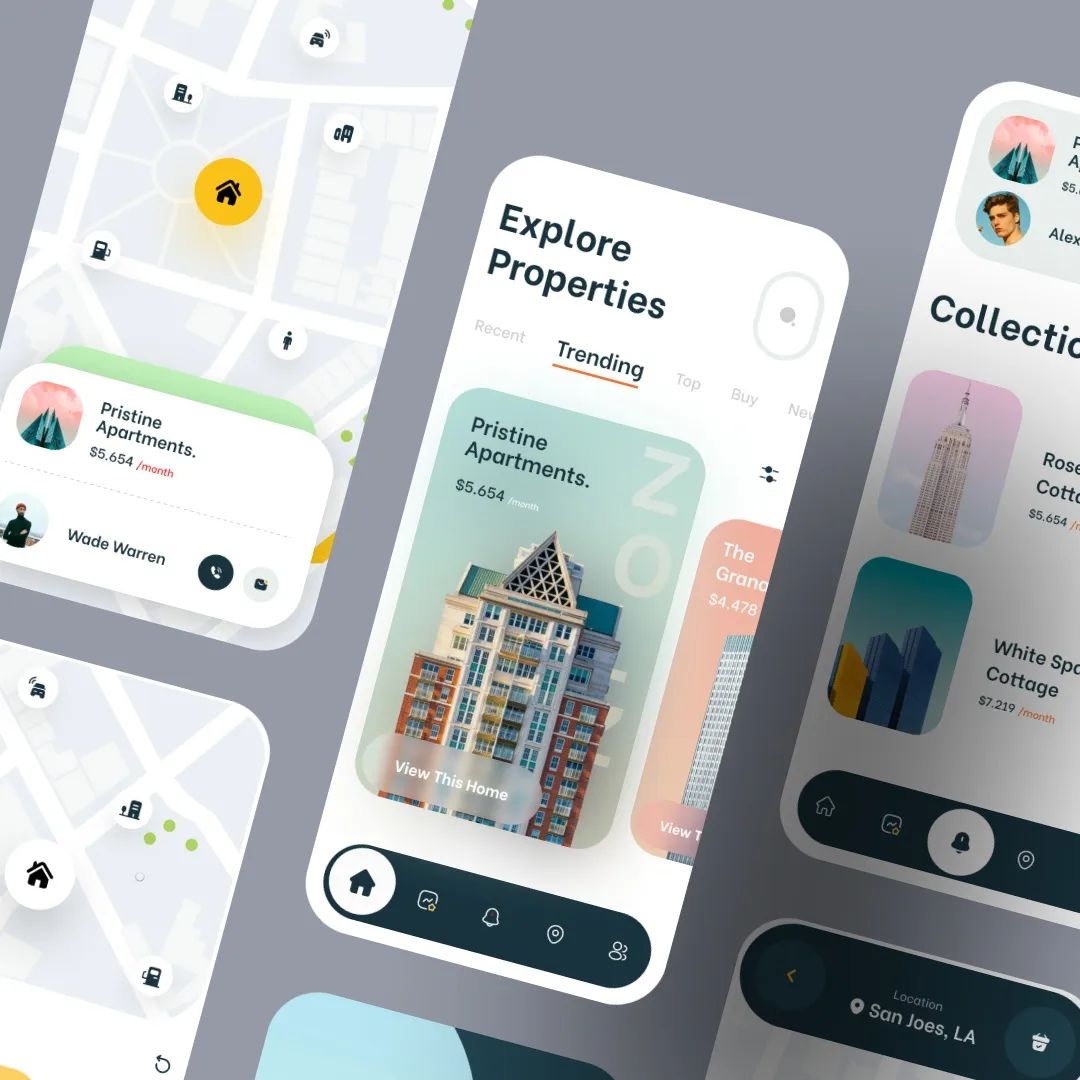 Pristine
Apartments.
$5.654 /month
Wade Warren
Explore
Properties
Recent
Trending
Top
Buy
New
Pristine
Apartments.
$5.654 /month
Z
O
View This Home
The
Grand
$4.478
View T
P
A
$5.
Alex
Collectio
Rose
Cotta
$5.654 /m
White Spa
Cottage
$7.219 /month
Location
San Joes, LA